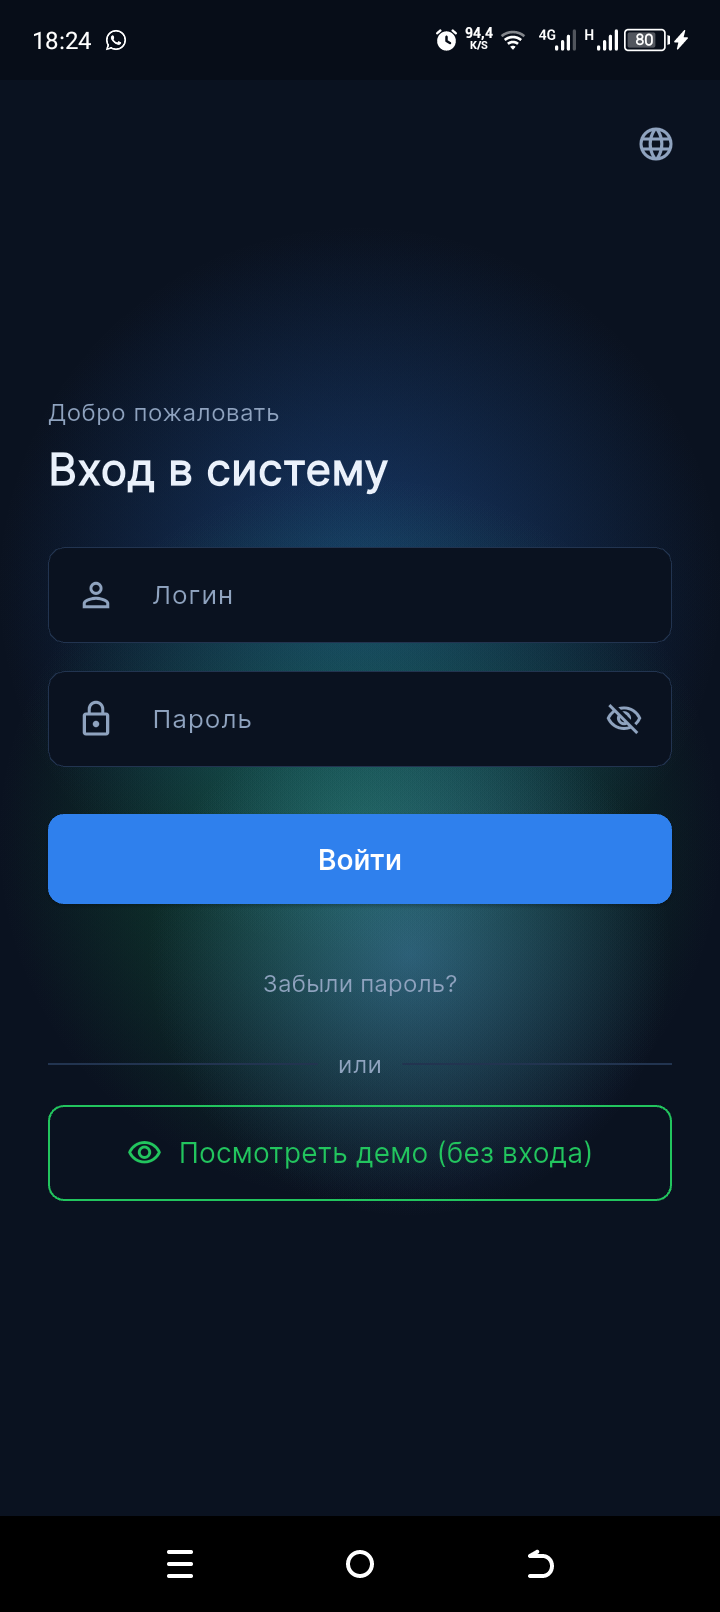 18:24
94,4
K/S
4G
H
80
Добро пожаловать
Вход в систему
Логин
Пароль
Войти
Забыли пароль?
или
Посмотреть демо (без входа)